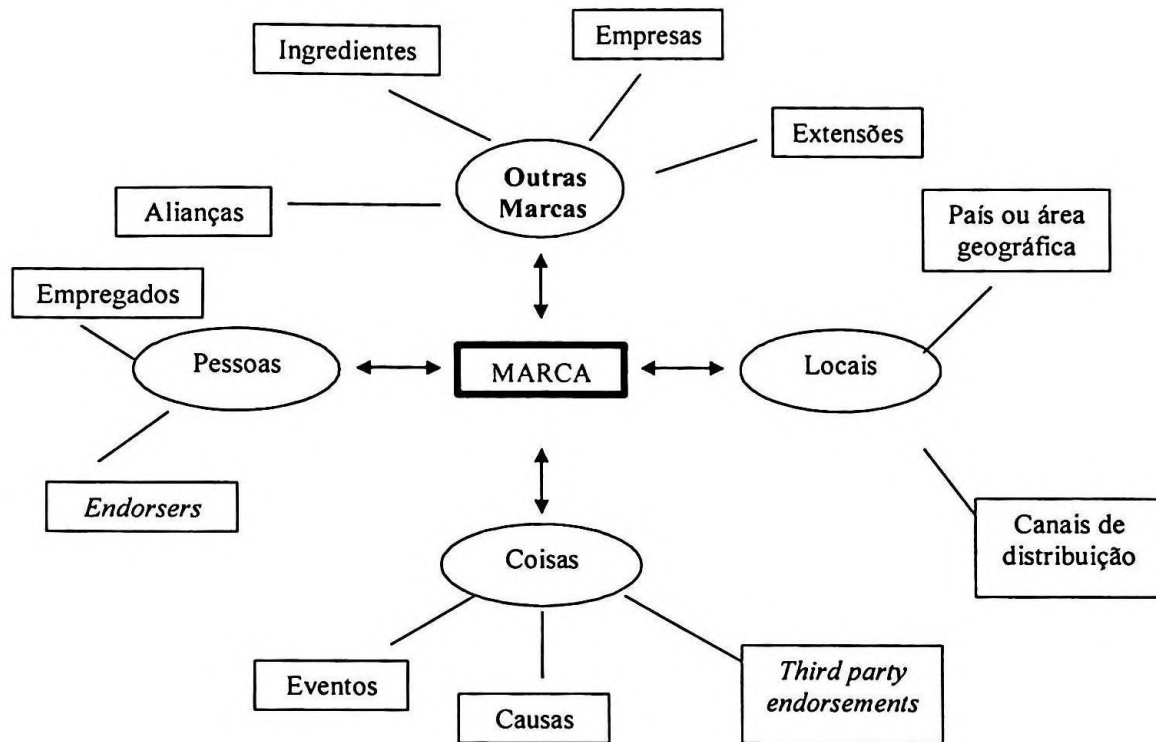 Ingredientes
Empresas
Extensões
Outras
Marcas
Alianças
País ou área
geográfica
Empregados
Pessoas
MARCA
Locais
Endorsers
Canais de
distribuição
Coisas
Eventos
Causas
Third party
endorsements